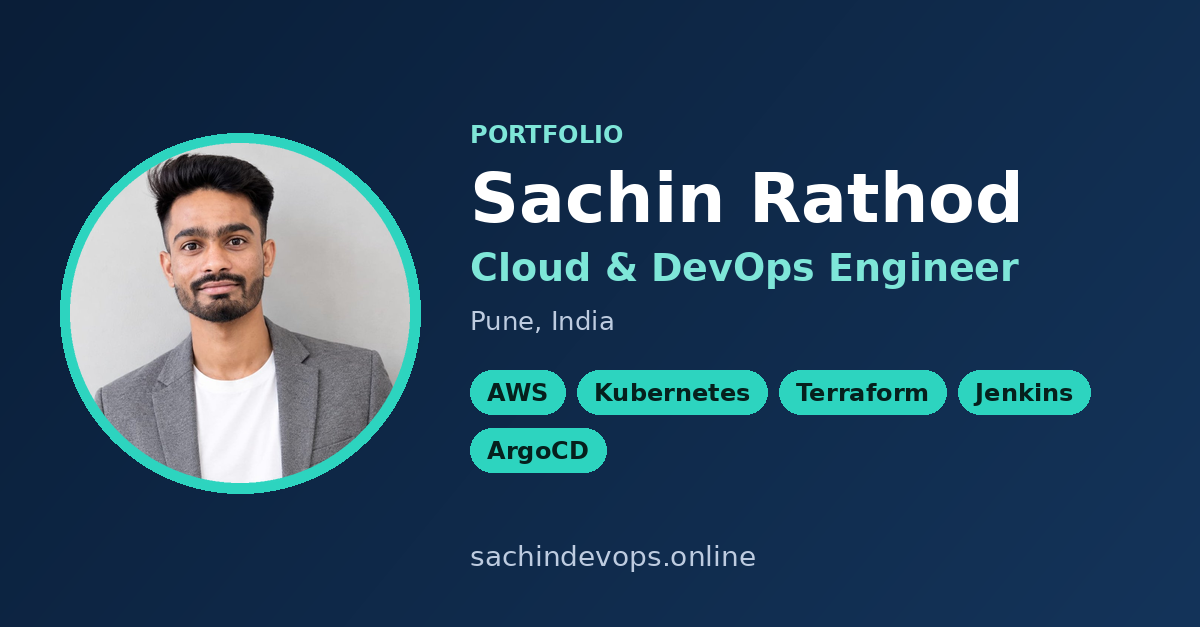 PORTFOLIO
Sachin Rathod
Cloud & DevOps Engineer
Pune, India
AWS Kubernetes Terraform Jenkins
ArgoCD
sachindevops.online